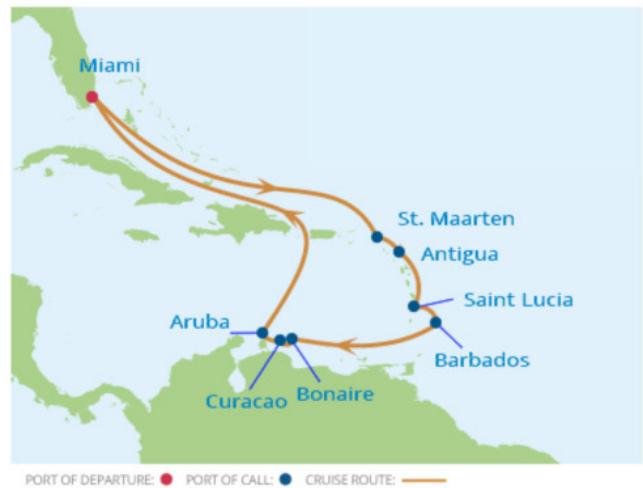 Miami
St. Maarten
Antigua
Saint Lucia
Aruba
Barbados
Curacao
Bonaire
PORT OF DEPARTURE: PORT OF CALL: CRUISE ROUTE: